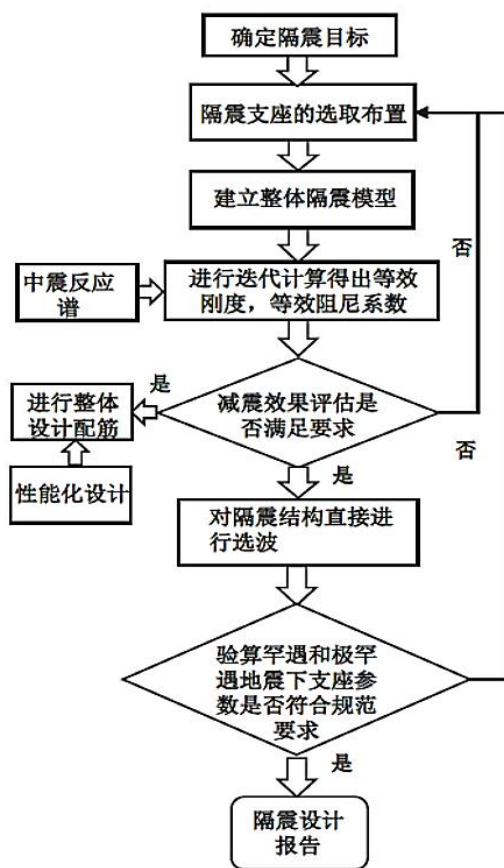 确定隔震目标
隔震支座的选取布置
建立整体隔震模型
否
中震反应
谱
进行迭代计算得出等效
刚度，等效阻尼系数
是
进行整体
设计配筋
减震效果评估是
否满足要求
否
性能化设计
是
对隔震结构直接进
行选波
验算罕遇和极罕
遇地震下支座参
数是否符合规范
要求
是
隔震设计
报告